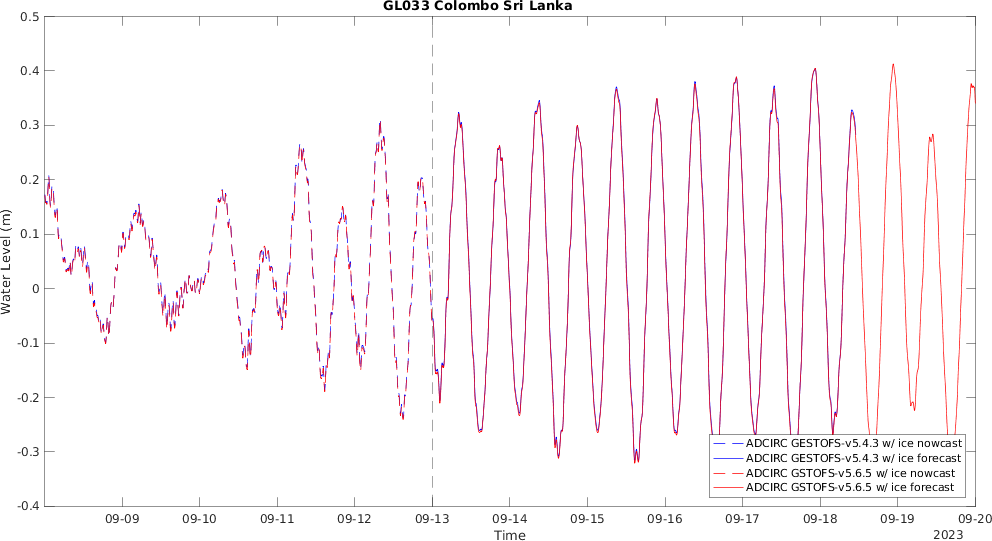 GL033 Colombo Sri Lanka
0.5
0.4
0.3
0.2
0.1
0
-0.1
-0.2
-0.3
-0.4
Water Level (m)
ADCIRC GESTOFS-v5.4.3 w/ ice nowcast
ADCIRC GESTOFS-v5.4.3 w/ ice forecast
ADCIRC GSTOFS-v5.6.5 w/ ice nowcast
ADCIRC GSTOFS-v5.6.5 w/ ice forecast
09-09 09-10 09-11 09-12 09-13 09-14 09-15 09-16 09-17 09-18 09-19 09-20
Time
2023